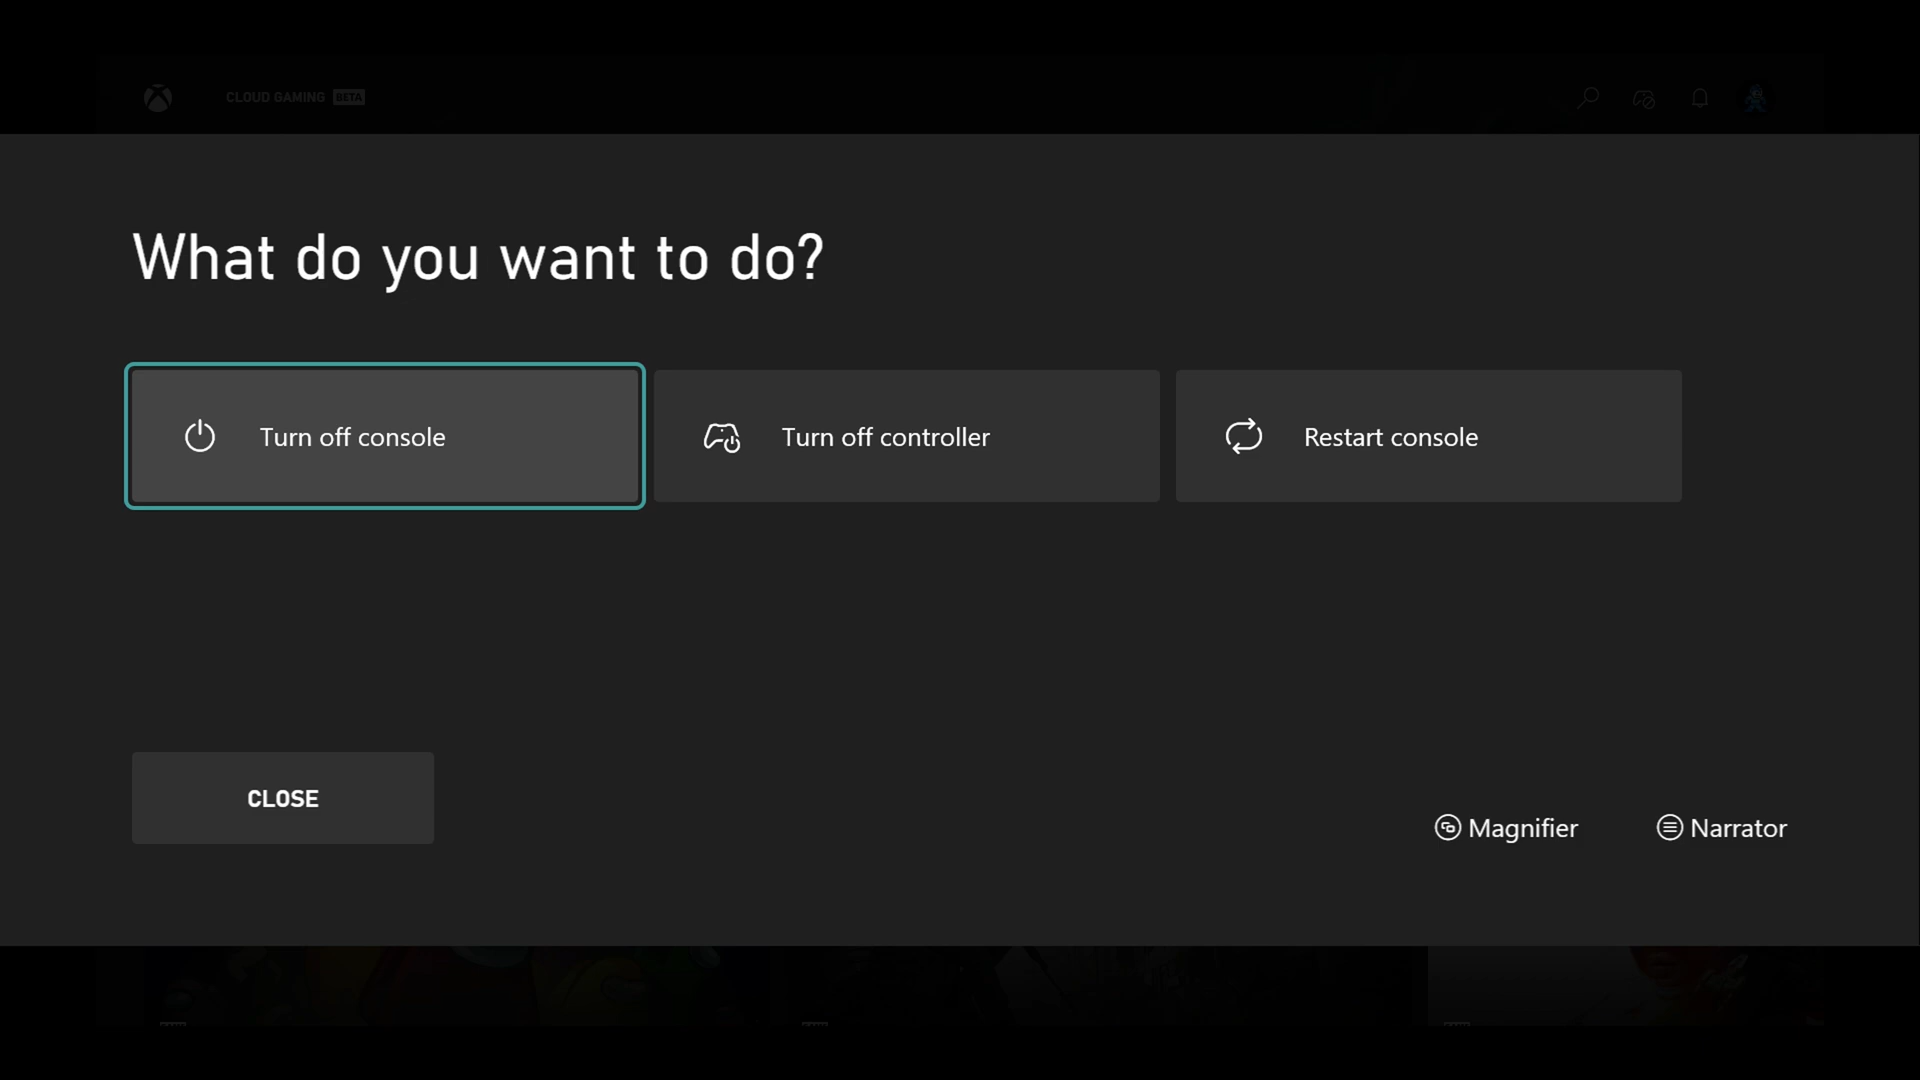 CLOUD GAMING BETA
What do you want to do?
Turn off console
Turn off controller
Restart console
CLOSE
Magnifier
Narrator